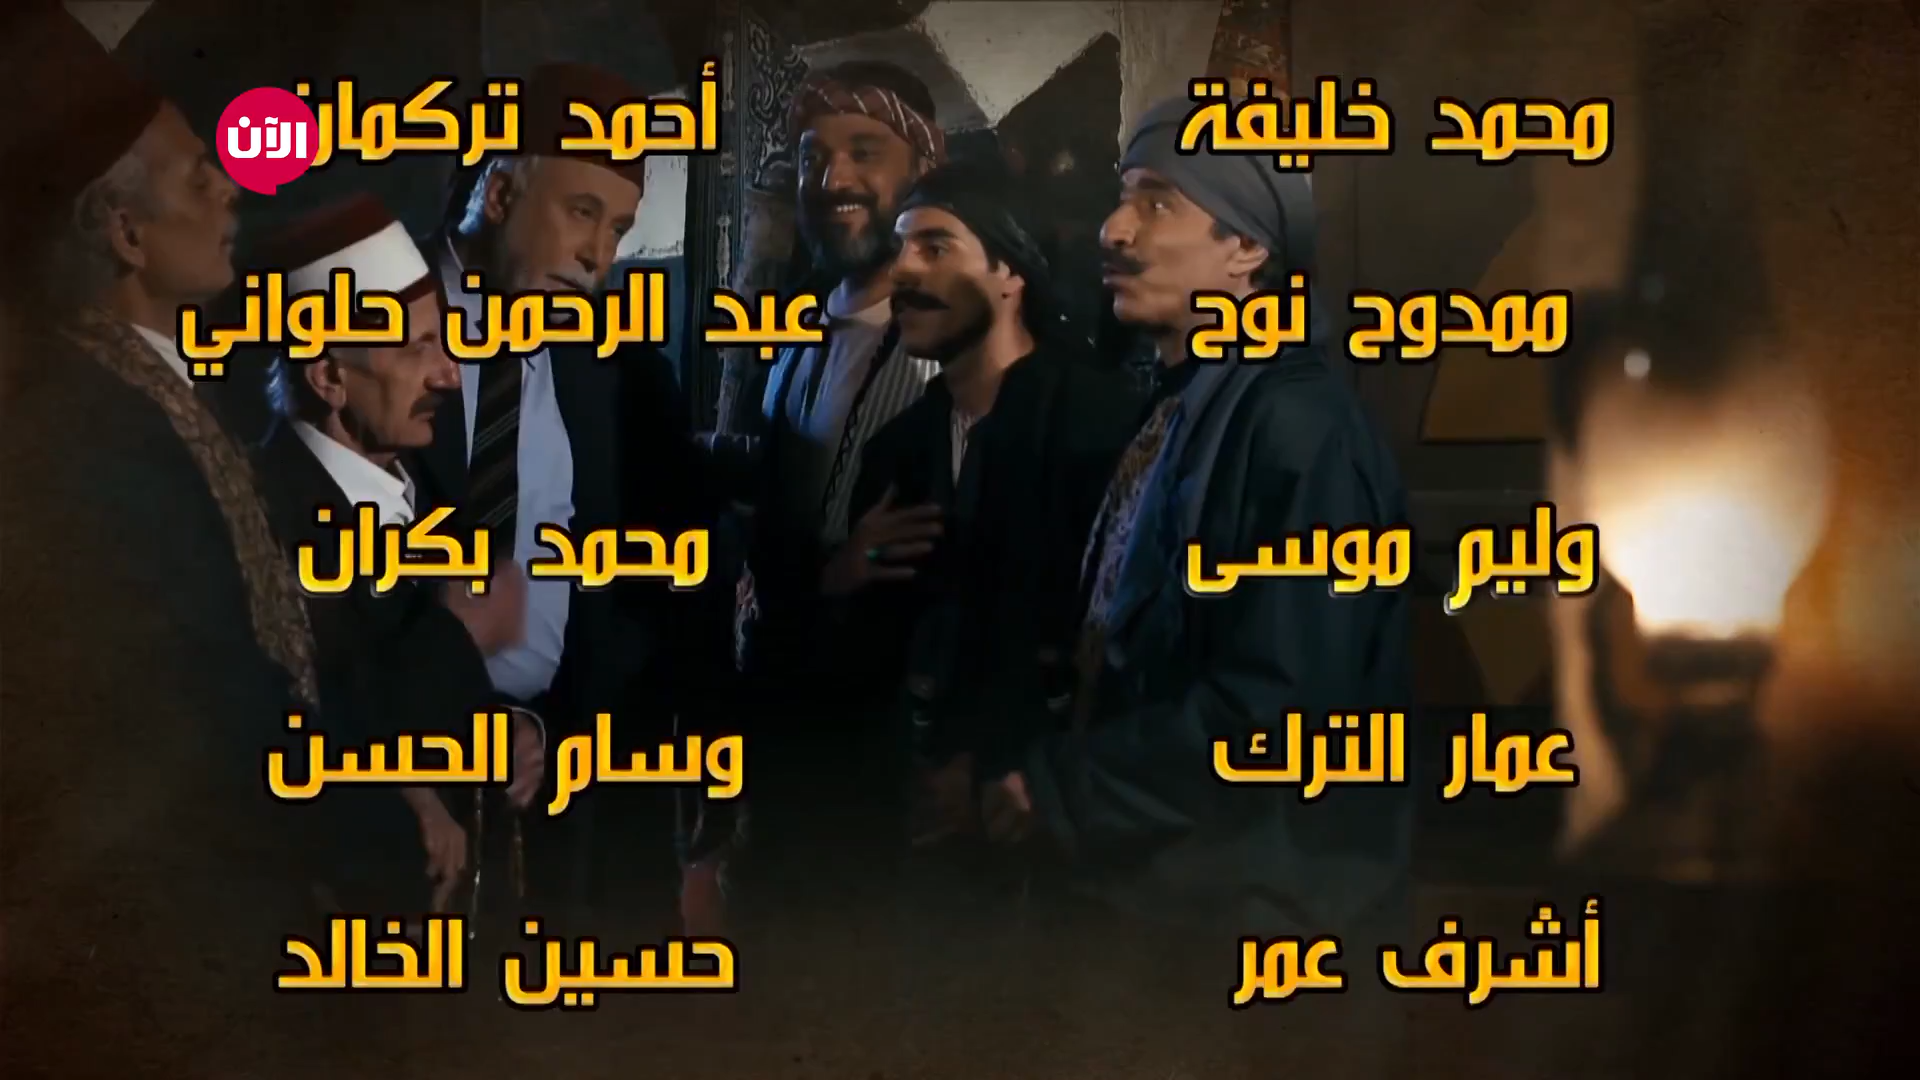 محمد خليفة
أحمد تركمان
الآن
ممدوح نوح
عبد الرحمن حلواني
وليم موسى
محمد بكران
عمار الترك
وسام الحسن
أشرف عمر
حسين الخالد